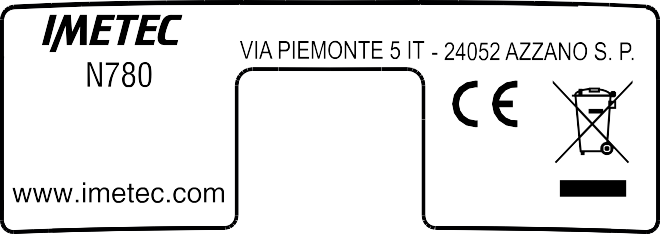 IMETEC
N780
VIA PIEMONTE 5 IT - 24052 AZZANO S. P.
CE
www.imetec.com